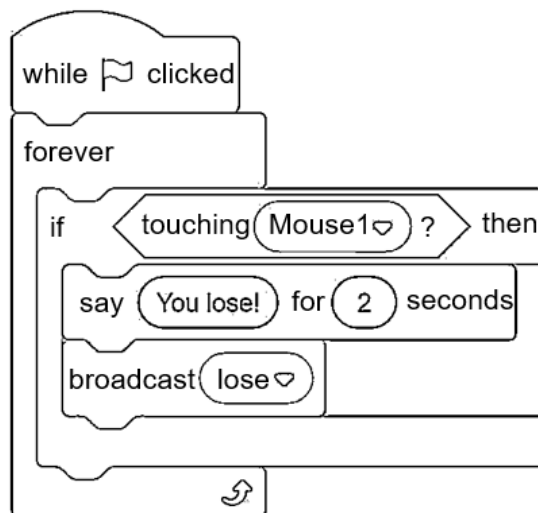 while clicked
forever
if touching Mouse1 ? then
say You lose! for 2 seconds
broadcast lose